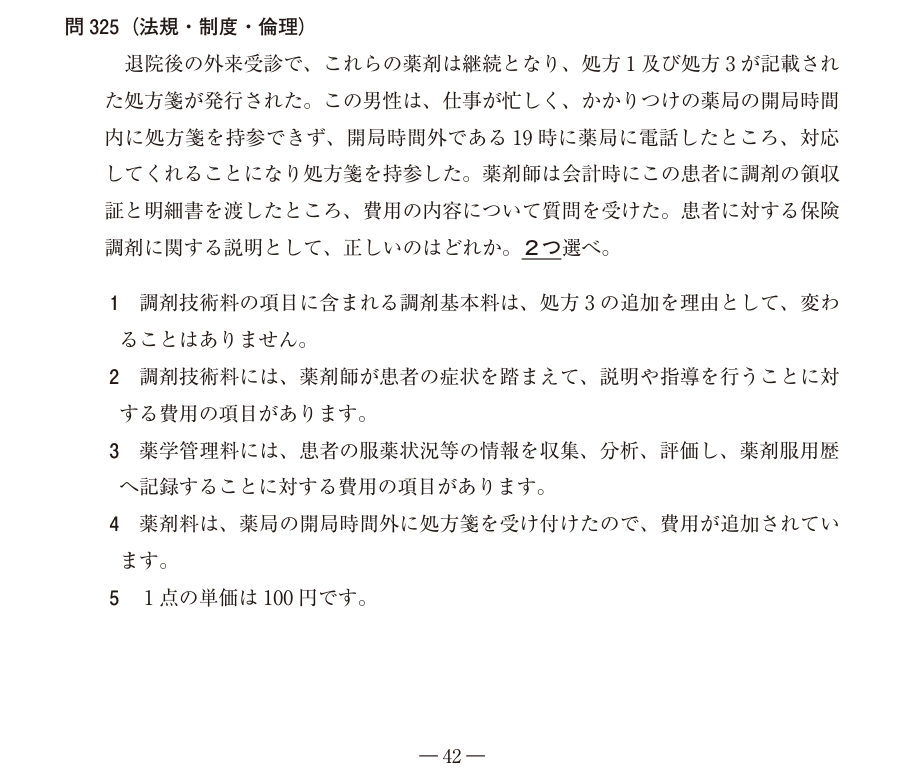 問 325(法規・制度・倫理)
退院後の外来受診で、これらの薬剤は継続となり、処方1及び処方3が記載され
た処方箋が発行された。この男性は、仕事が忙しく、かかりつけの薬局の開局時間
内に処方箋を持参できず、開局時間外である 19 時に薬局に電話したところ、対応
してくれることになり処方箋を持参した。薬剤師は会計時にこの患者に調剤の領収
証と明細書を渡したところ、費用の内容について質問を受けた。患者に対する保険
調剤に関する説明として、正しいのはどれか。2つ選べ。
1 調剤技術料の項目に含まれる調剤基本料は、処方3の追加を理由として、変わ
ることはありません。
2 調剤技術料には、薬剤師が患者の症状を踏まえて、説明や指導を行うことに対
する費用の項目があります。
3 薬学管理料には、患者の服薬状況等の情報を収集、分析、評価し、薬剤服用歴
へ記録することに対する費用の項目があります。
4 薬剤料は、薬局の開局時間外に処方箋を受け付けたので、費用が追加されてい
ます。
5 1点の単価は 100 円です。
― 42 ―